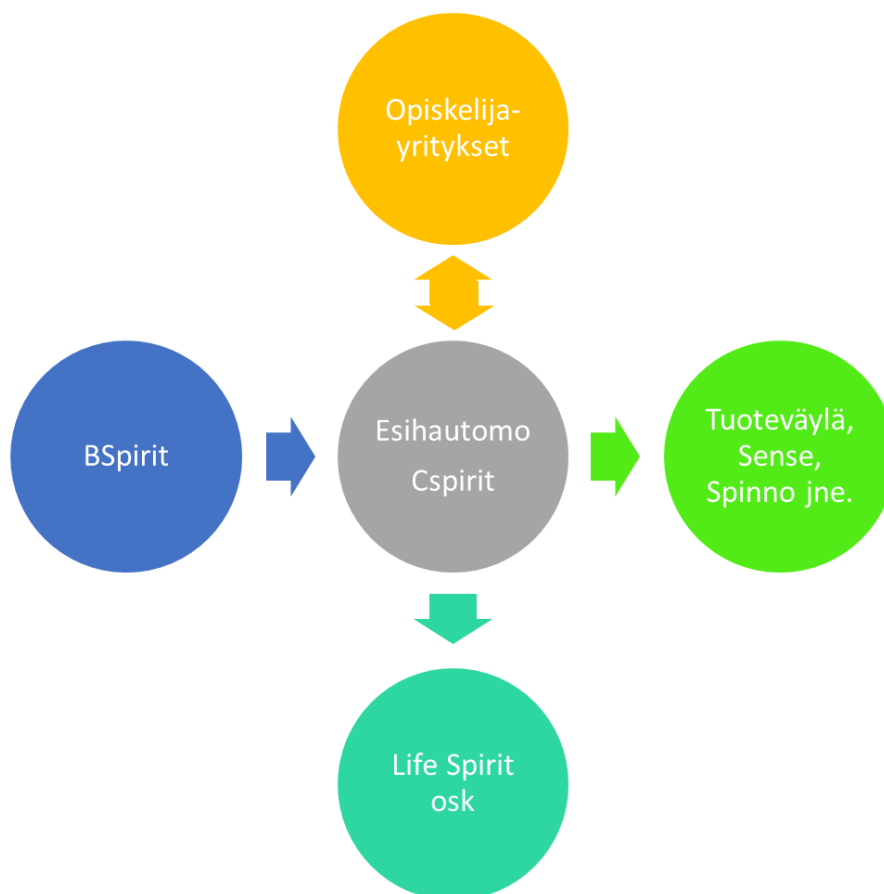 Opiskelija-
yritykset
BSpirit
Esihautomo
Cspirit
Tuoteväylä,
Sense,
Spinno jne.
Life Spirit
osk